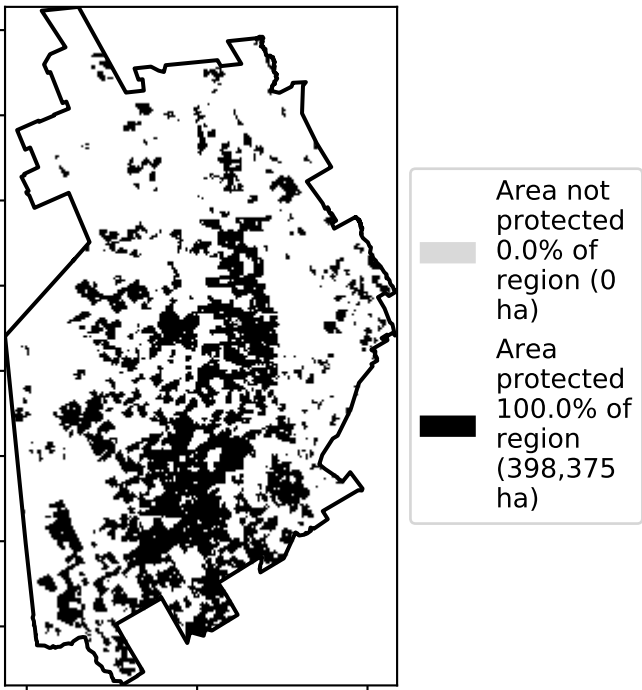 Area not
protected
0.0% of
region (0
ha)
Area
protected
100.0% of
region
(398,375
ha)